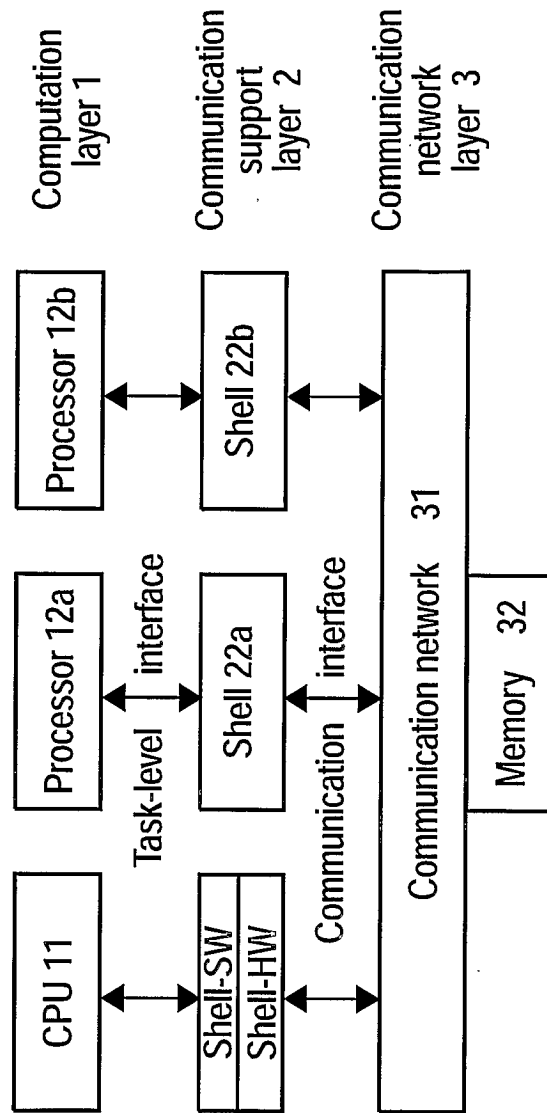 CPU 11
Processor 12a
Processor 12b
Computation
layer 1
Task-level interface
Shell-SW
Shell-HW
Shell 22a
Shell 22b
Communication
support
layer 2
Communication interface
Communication network 31
Communication
network
layer 3
Memory 32